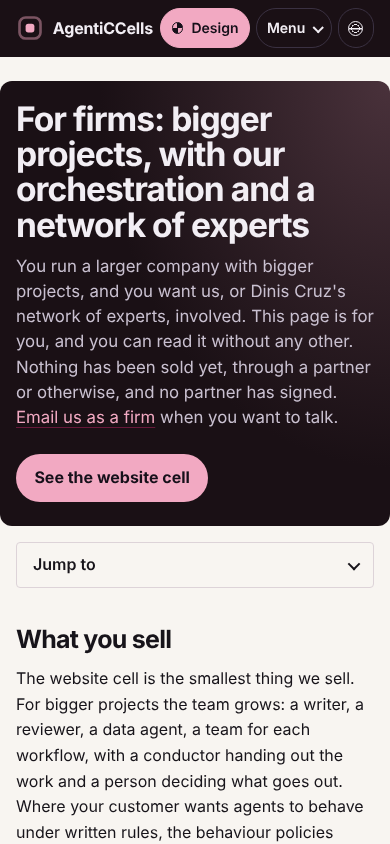 AgentiCCells
Design
Menu
For firms: bigger
projects, with our
orchestration and a
network of experts
You run a larger company with bigger
projects, and you want us, or Dinis Cruz's
network of experts, involved. This page is for
you, and you can read it without any other.
Nothing has been sold yet, through a partner
or otherwise, and no partner has signed.
Email us as a firm when you want to talk.
See the website cell
Jump to
What you sell
The website cell is the smallest thing we sell.
For bigger projects the team grows: a writer, a
reviewer, a data agent, a team for each
workflow, with a conductor handing out the
work and a person deciding what goes out.
Where your customer wants agents to behave
under written rules, the behaviour policies